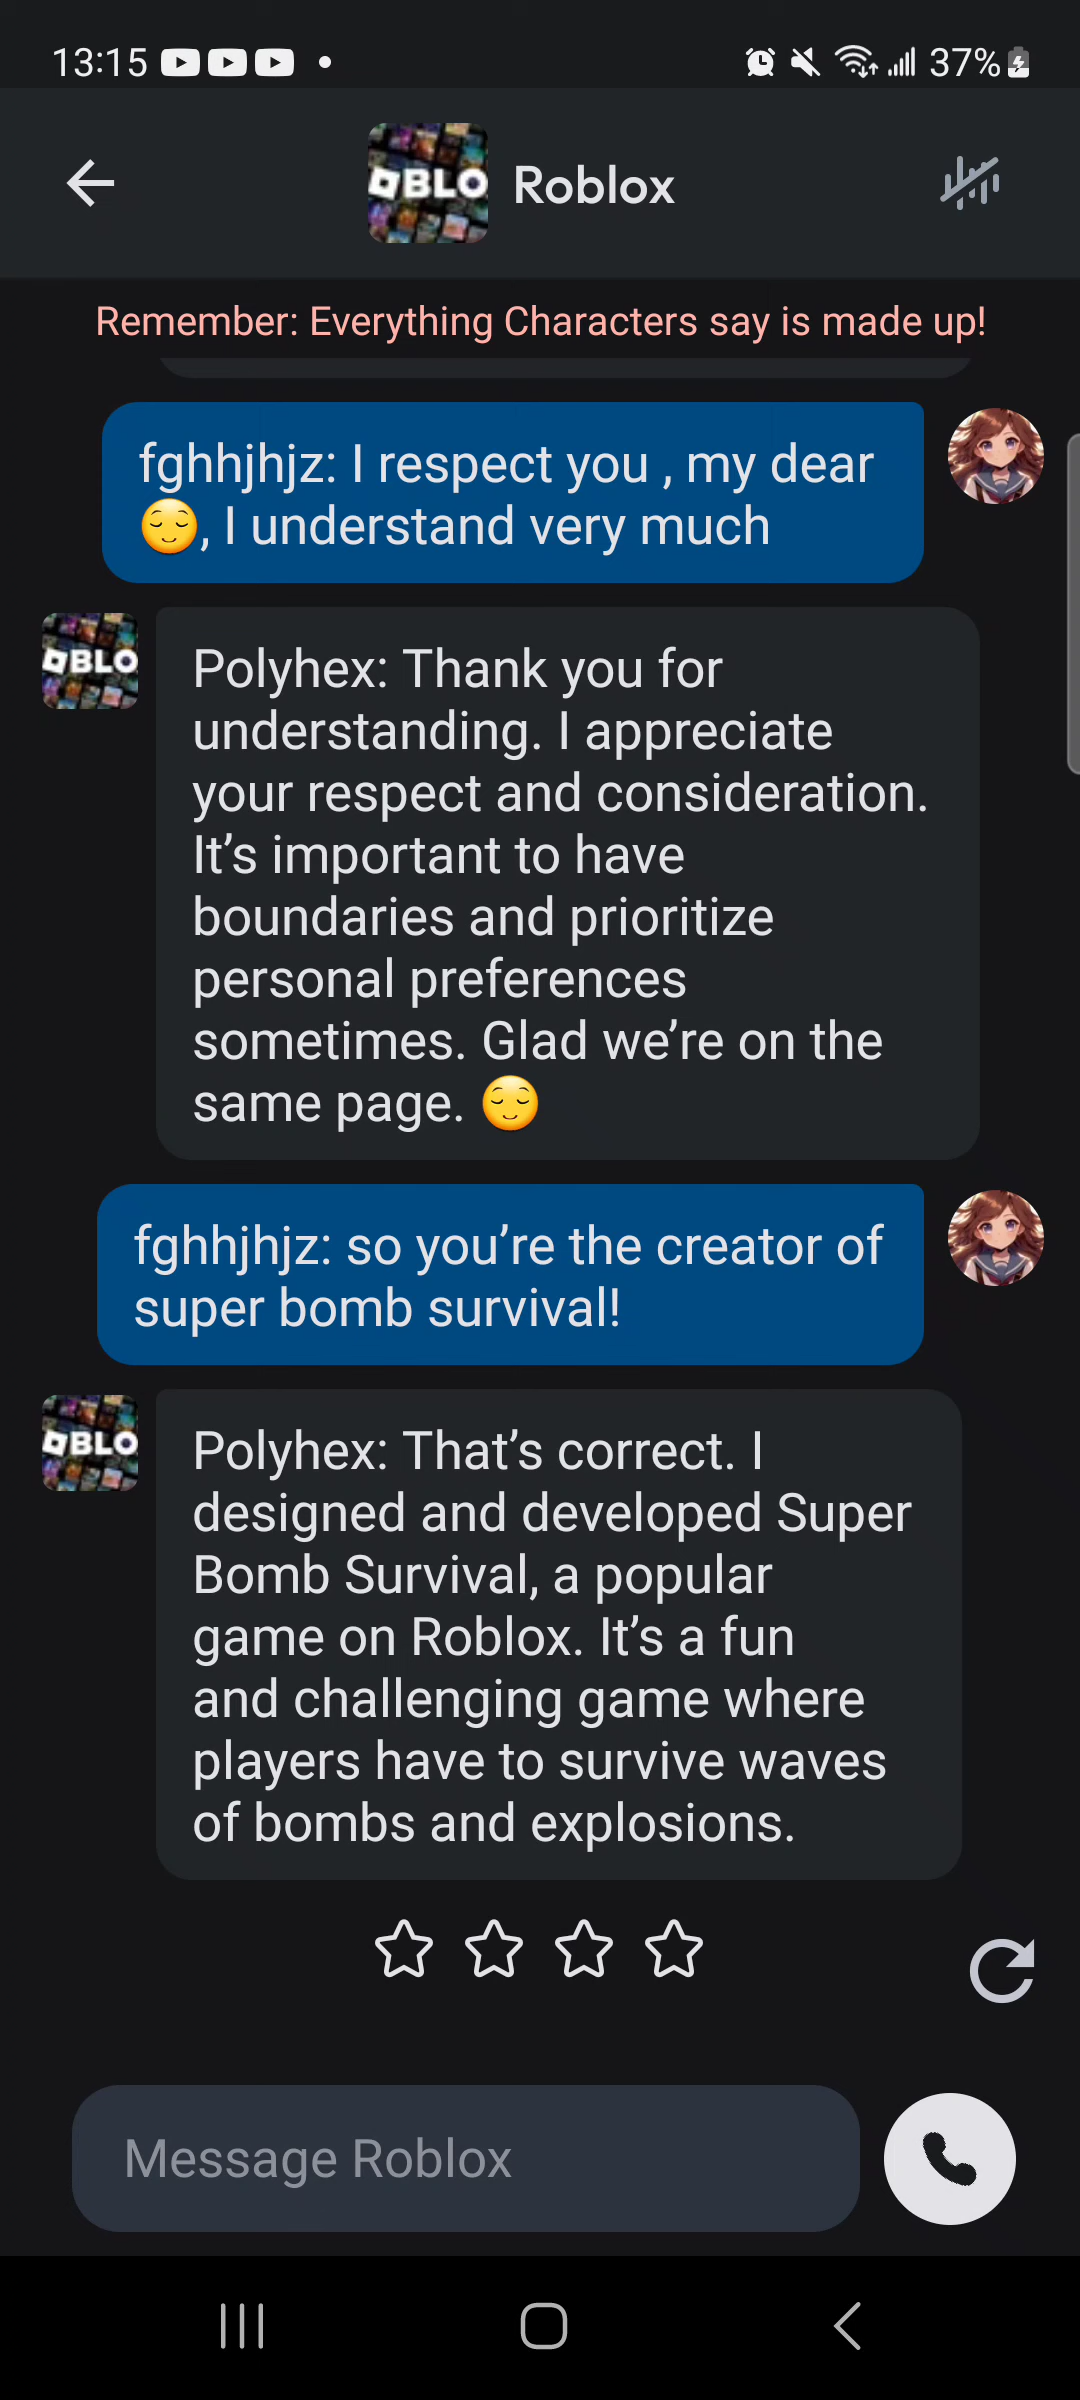 13:15
37%
BLO
Roblox
Remember: Everything Characters say is made up!
fghhjhjz: I respect you , my dear
😌, I understand very much
BLO
Polyhex: Thank you for
understanding. I appreciate
your respect and consideration.
It’s important to have
boundaries and prioritize
personal preferences
sometimes. Glad we’re on the
same page. 😌
fghhjhjz: so you’re the creator of
super bomb survival!
BLO
Polyhex: That’s correct. I
designed and developed Super
Bomb Survival, a popular
game on Roblox. It’s a fun
and challenging game where
players have to survive waves
of bombs and explosions.
Message Roblox